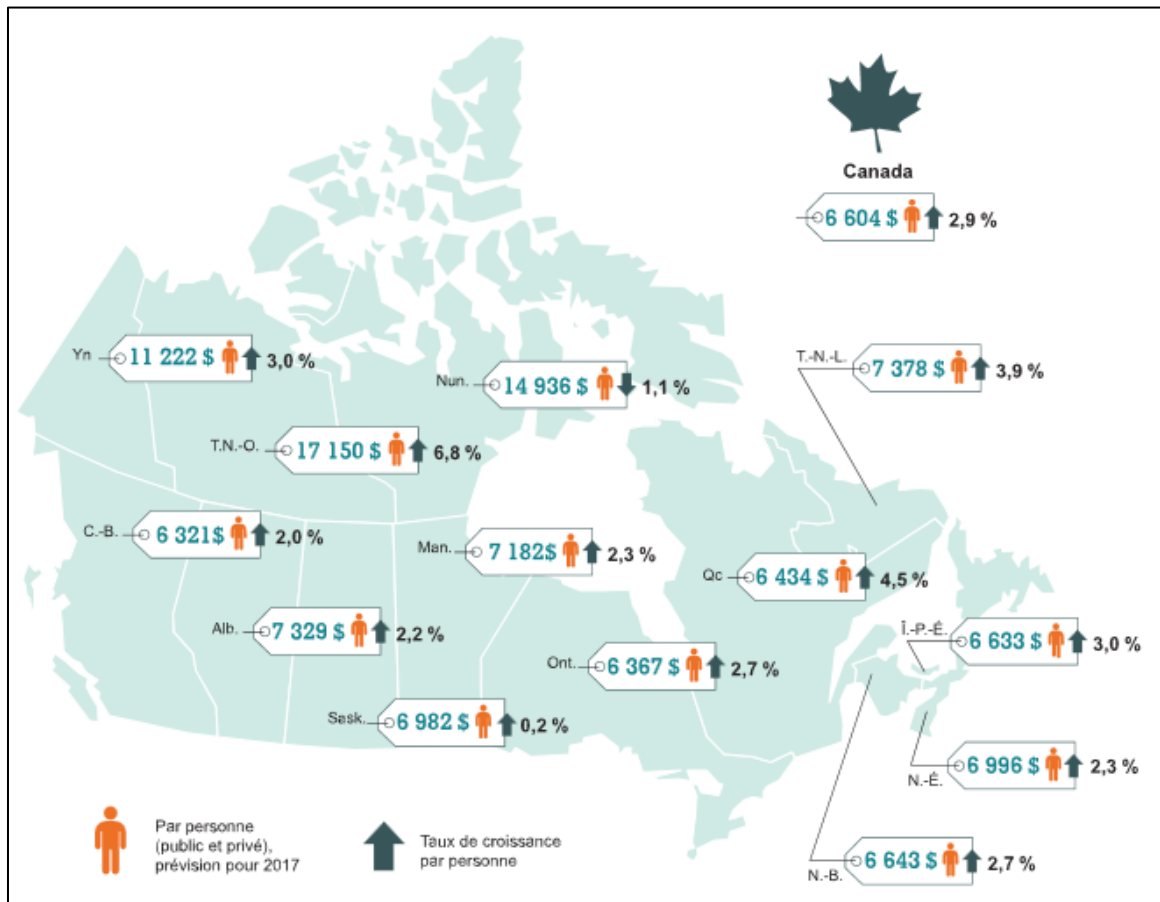 Canada
6 604 $ 2,9 %
Yn 11 222 $ 3,0 %
Nun. 14 936 $ 1,1 %
T.-N.-L. 7 378 $ 3,9 %
T.N.-O. 17 150 $ 6,8 %
C.-B. 6 321$ 2,0 %
Man. 7 182$ 2,3 %
Qc 6 434 $ 4,5 %
Alb. 7 329 $ 2,2 %
Î.-P.-É. 6 633 $ 3,0 %
Ont. 6 367 $ 2,7 %
Sask. 6 982 $ 0,2 %
N.-É. 6 996 $ 2,3 %
N.-B. 6 643 $ 2,7 %
Par personne
(public et privé),
prévision pour 2017
Taux de croissance
par personne